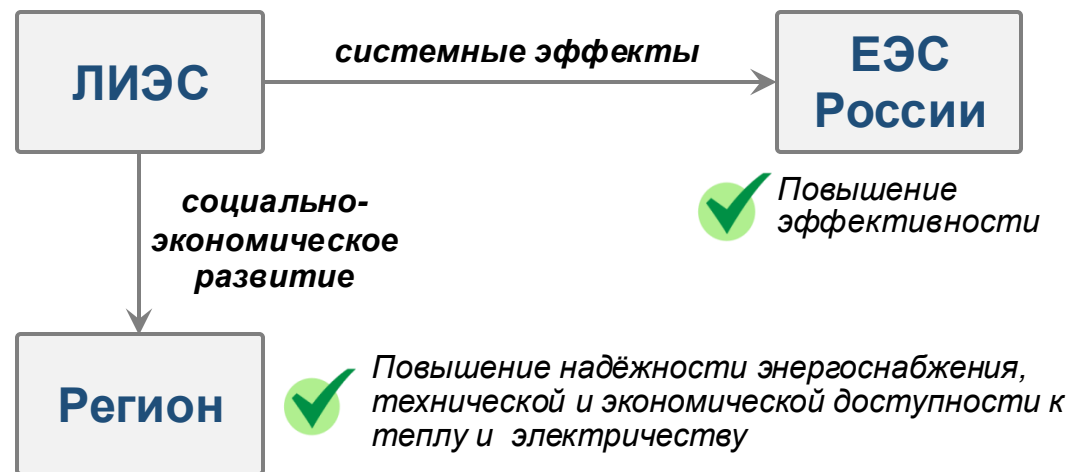 ЛИЭС
системные эффекты
ЕЭС
России
Повышение
эффективности
социально-
экономическое
развитие
Регион
Повышение надёжности энергоснабжения,
технической и экономической доступности к
теплу и электричеству